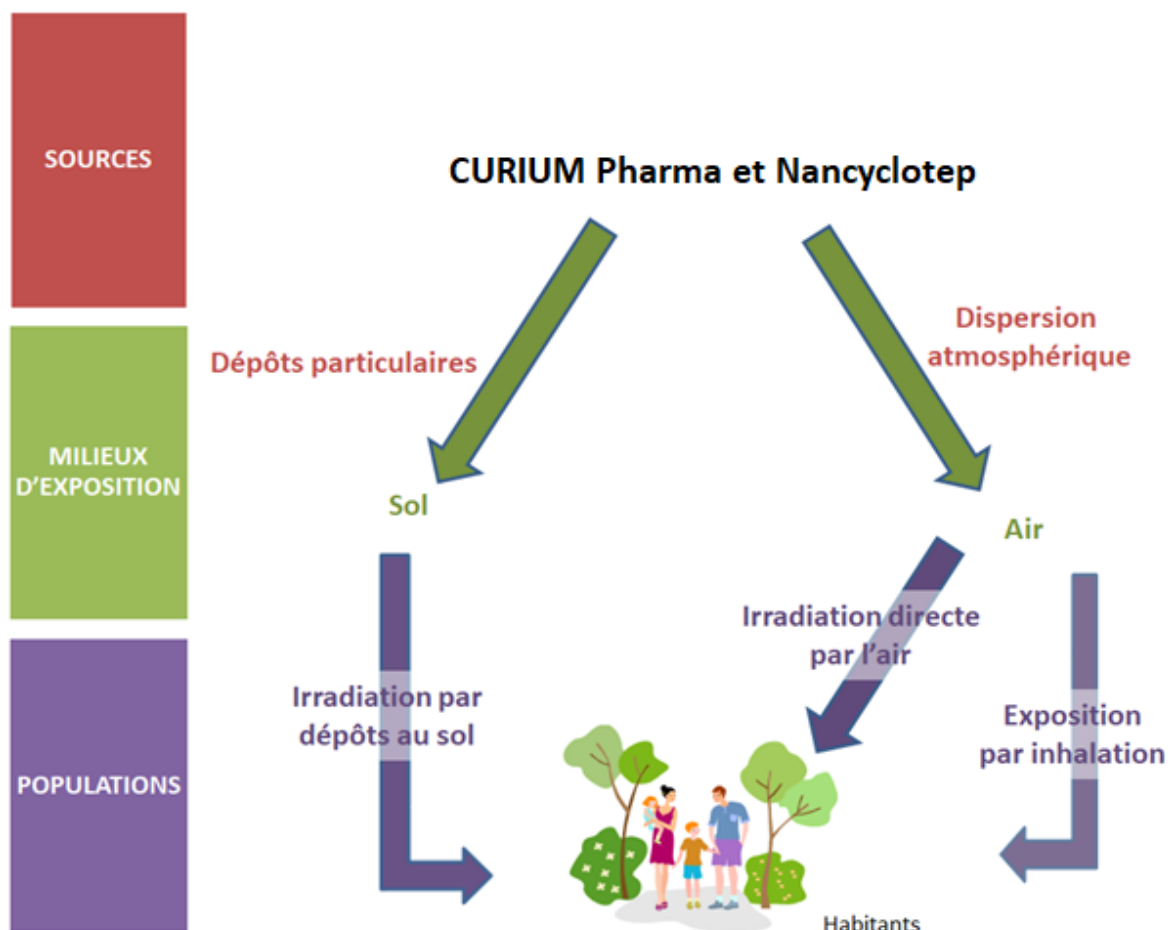 SOURCES
CURIUM Pharma et Nancyclotep
Dépôts particulaires
Dispersion
atmosphérique
MILIEUX
D'EXPOSITION
Sol
Air
Irradiation directe
par l'air
Irradiation par
dépôts au sol
Exposition
par inhalation
POPULATIONS
Habitants